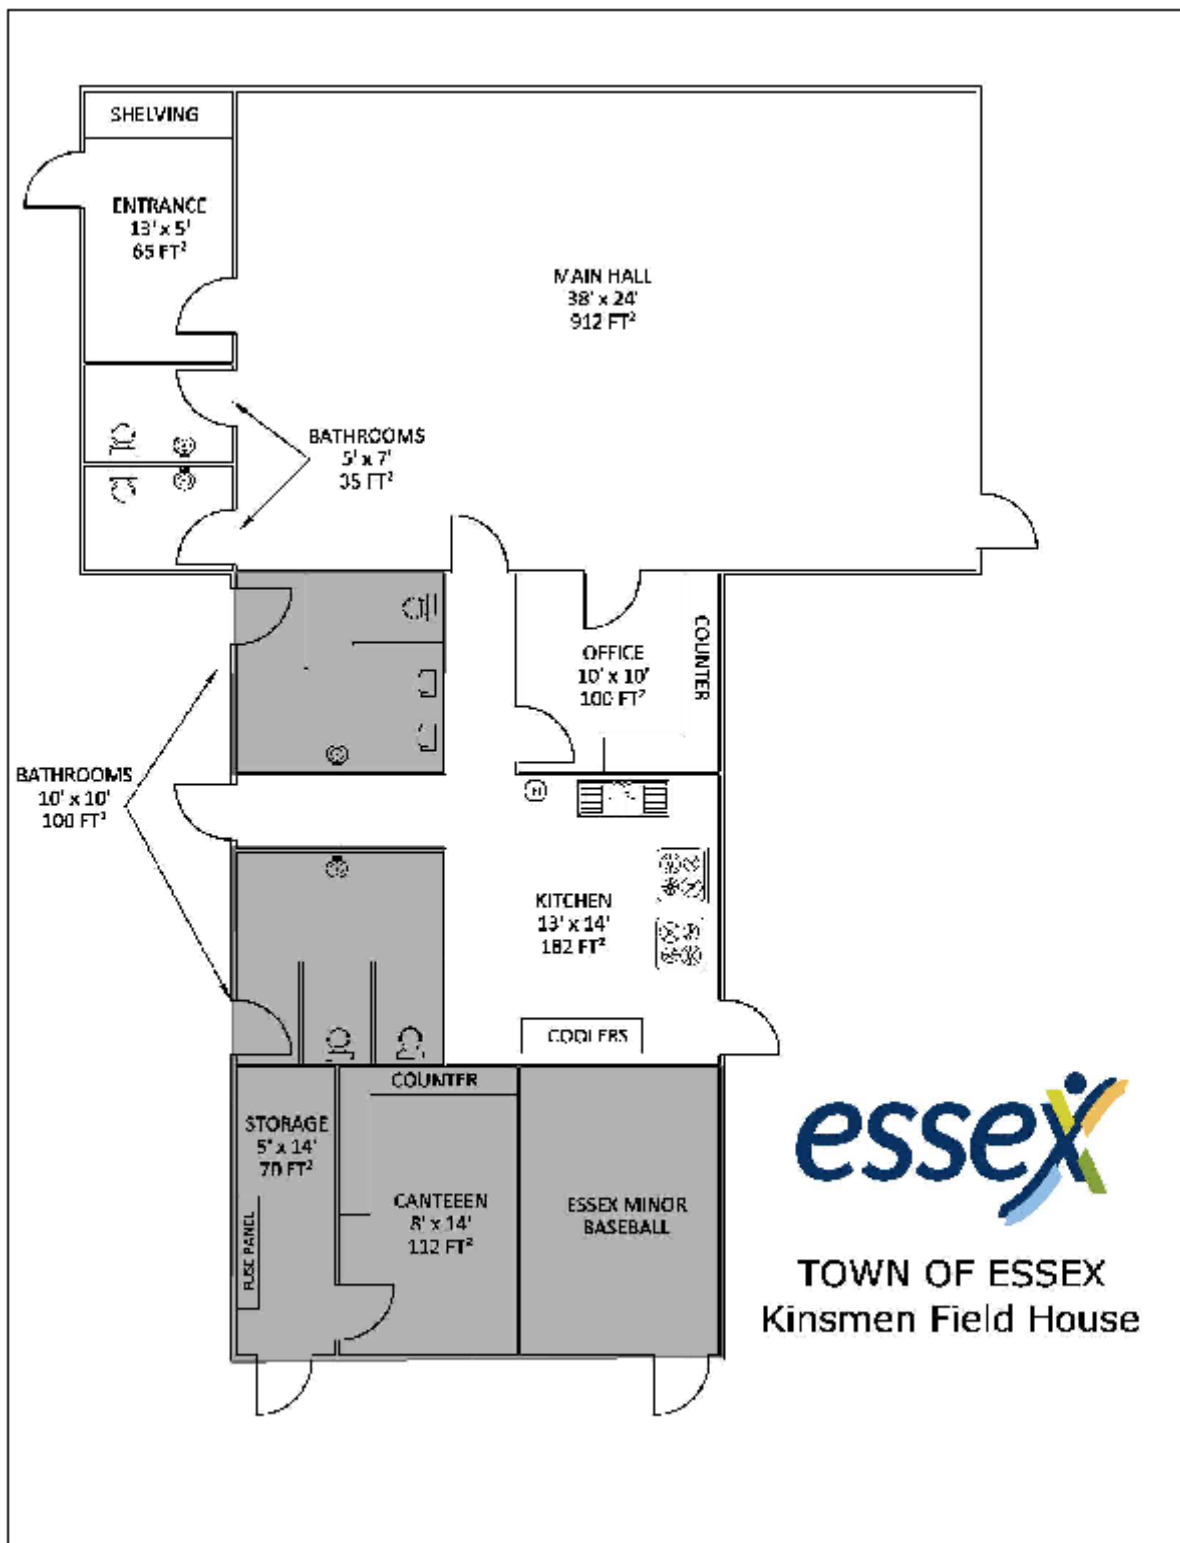 SHELVING
ENTRANCE
13' x 5'
65 FT²
MAIN HALL
38' x 24'
912 FT²
BATHROOMS
5' x 7'
35 FT²
OFFICE
10' x 10'
100 FT²
COUNTER
BATHROOMS
10' x 10'
100 FT²
KITCHEN
13' x 14'
182 FT²
COOLERS
COUNTER
STORAGE
5' x 14'
70 FT²
FUSE PANEL
CANTEEEN
8' x 14'
112 FT²
ESSEX MINOR
BASEBALL
essex
TOWN OF ESSEX
Kinsmen Field House